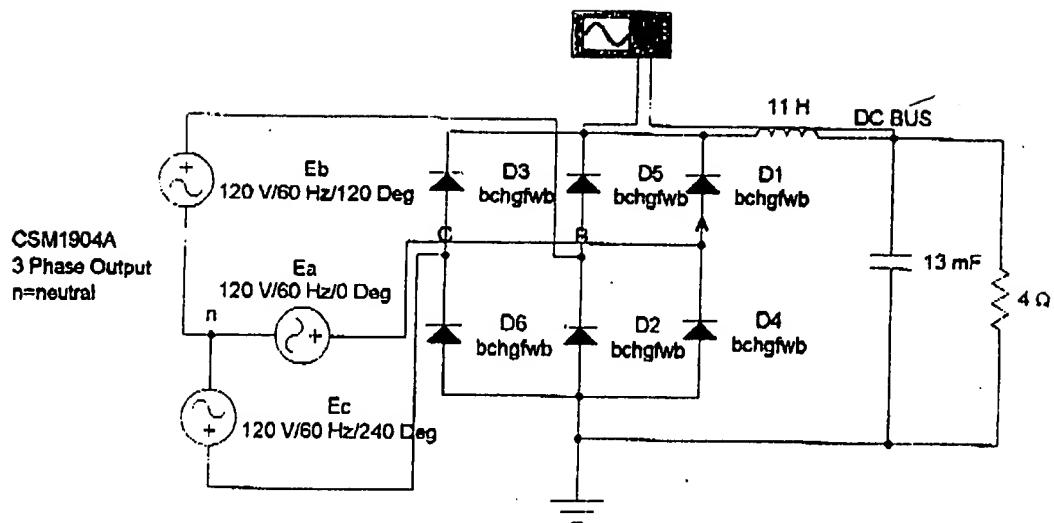 11 H
DC BUS
Eb
120 V/60 Hz/120 Deg
D3
bchgfwb
D5
bchgfwb
D1
bchgfwb
CSM1904A
3 Phase Output
n=neutral
C
B
A
Ea
120 V/60 Hz/0 Deg
n
13 mF
4 Ω
D6
bchgfwb
D2
bchgfwb
D4
bchgfwb
Ec
120 V/60 Hz/240 Deg